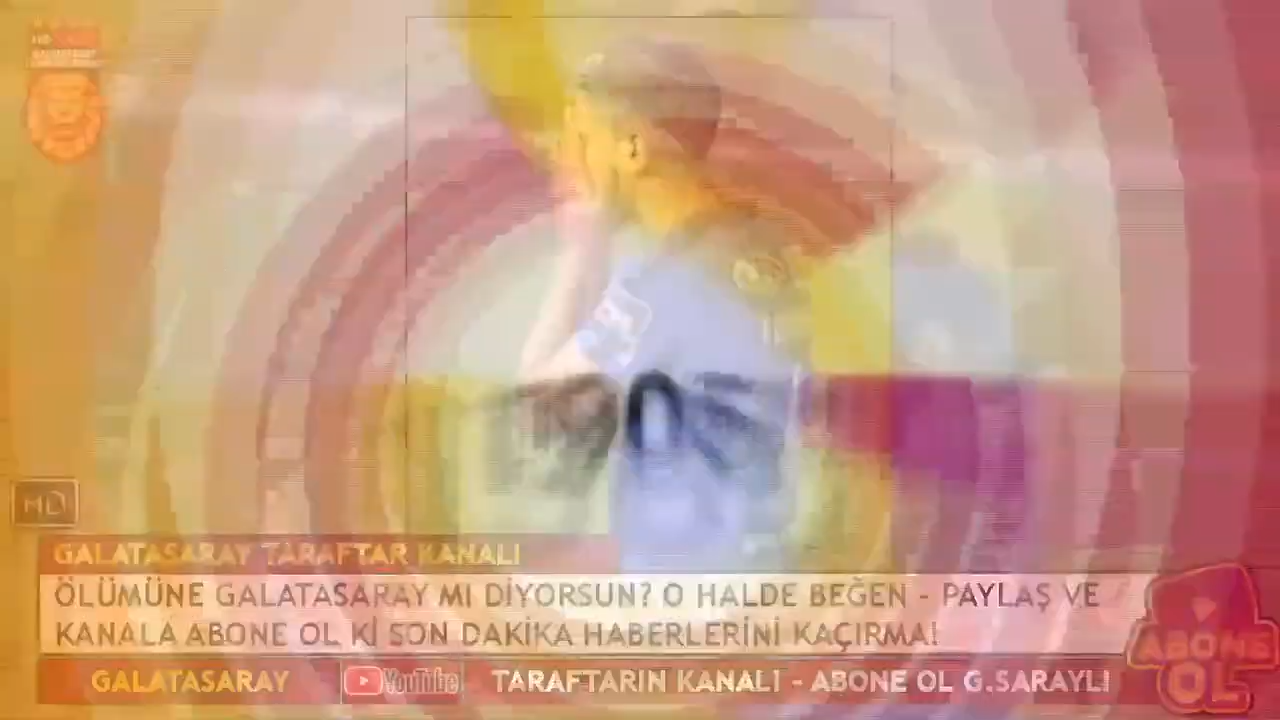 HD
GALATASARAY TARAFTAR KANALI
ÖLÜMÜNE GALATASARAY MI DİYORSUN? O HALDE BEĞEN - PAYLAŞ VE
KANALA ABONE OL Kİ SON DAKİKA HABERLERİNİ KAÇIRMA!
GALATASARAY YouTube TARAFTARIN KANALI - ABONE OL G.SARAYLI
ABONE
OL